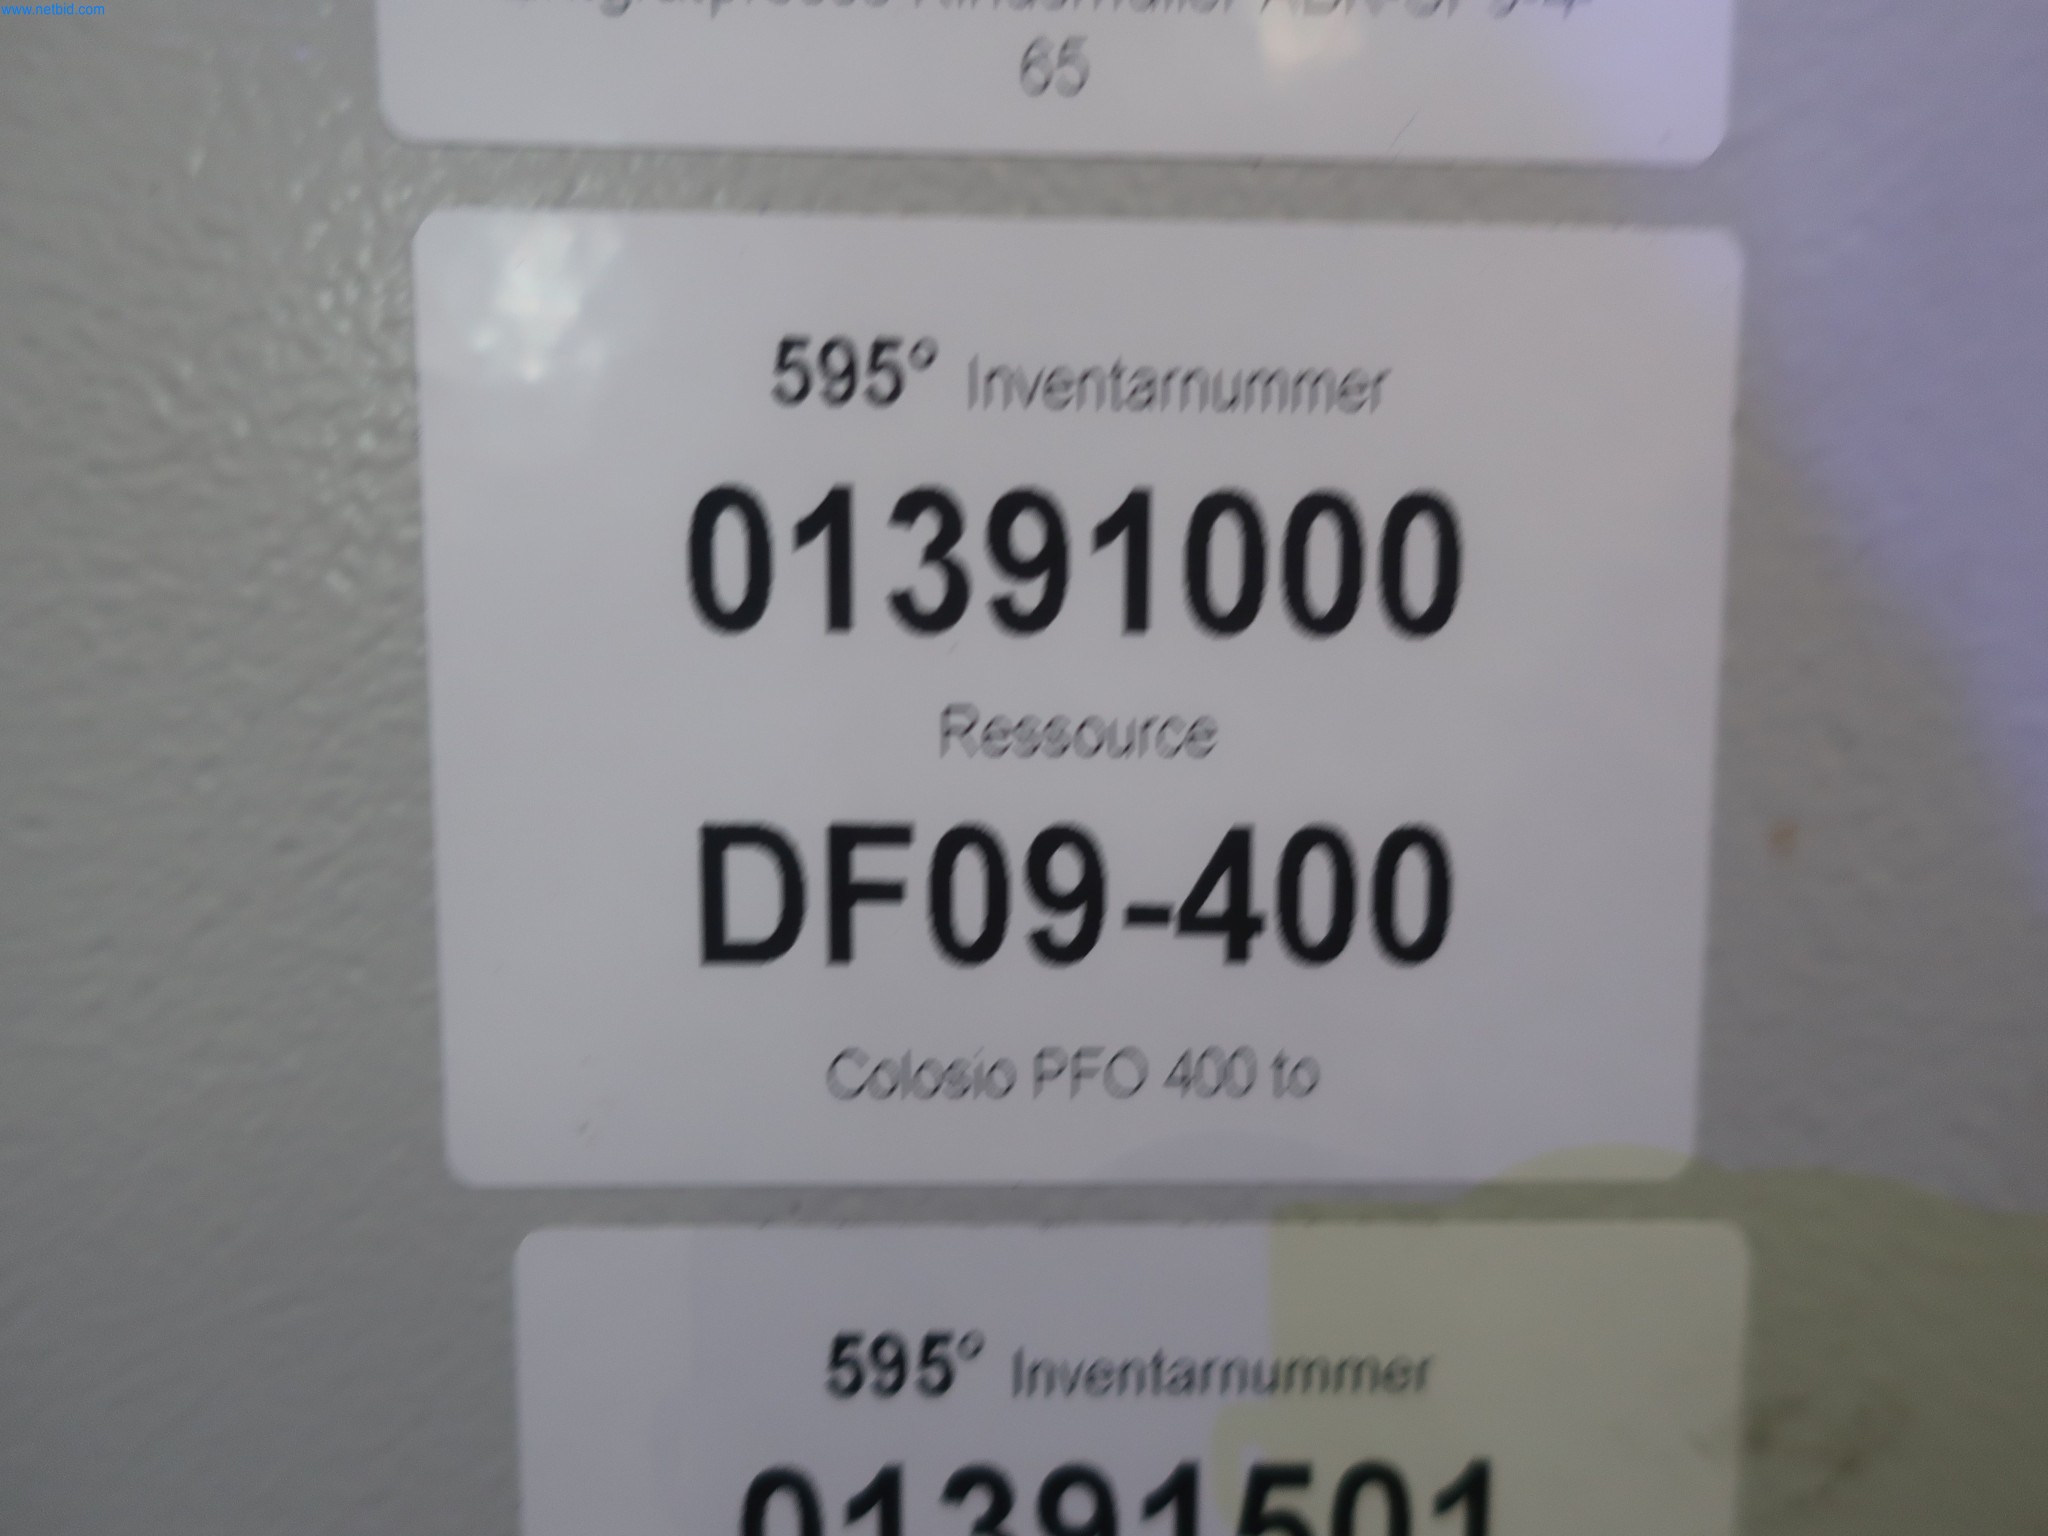 www.netbid.com
65
595° Inventarnummer
01391000
Ressource
DF09-400
Colosio PFO 400 to
595° Inventarnummer
01391501